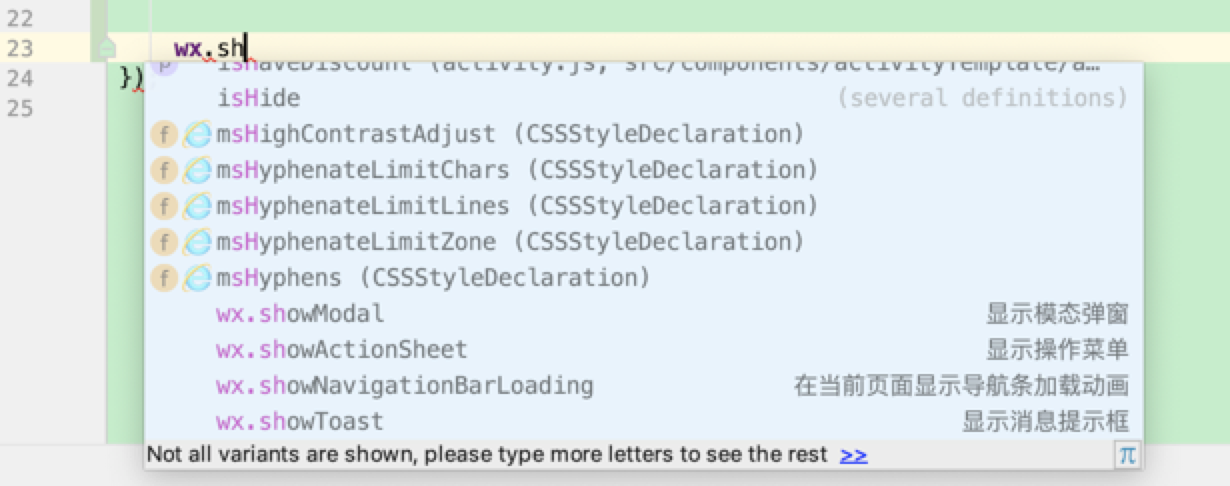 22
23 wx.sh
isHaveDiscount (activity.js, src/components/activityTemplate/a…
24 })
isHide (several definitions)
25
f msHighContrastAdjust (CSSStyleDeclaration)
f msHyphenateLimitChars (CSSStyleDeclaration)
f msHyphenateLimitLines (CSSStyleDeclaration)
f msHyphenateLimitZone (CSSStyleDeclaration)
f msHyphens (CSSStyleDeclaration)
wx.showModal 显示模态弹窗
wx.showActionSheet 显示操作菜单
wx.showNavigationBarLoading 在当前页面显示导航条加载动画
wx.showToast 显示消息提示框
Not all variants are shown, please type more letters to see the rest >> π